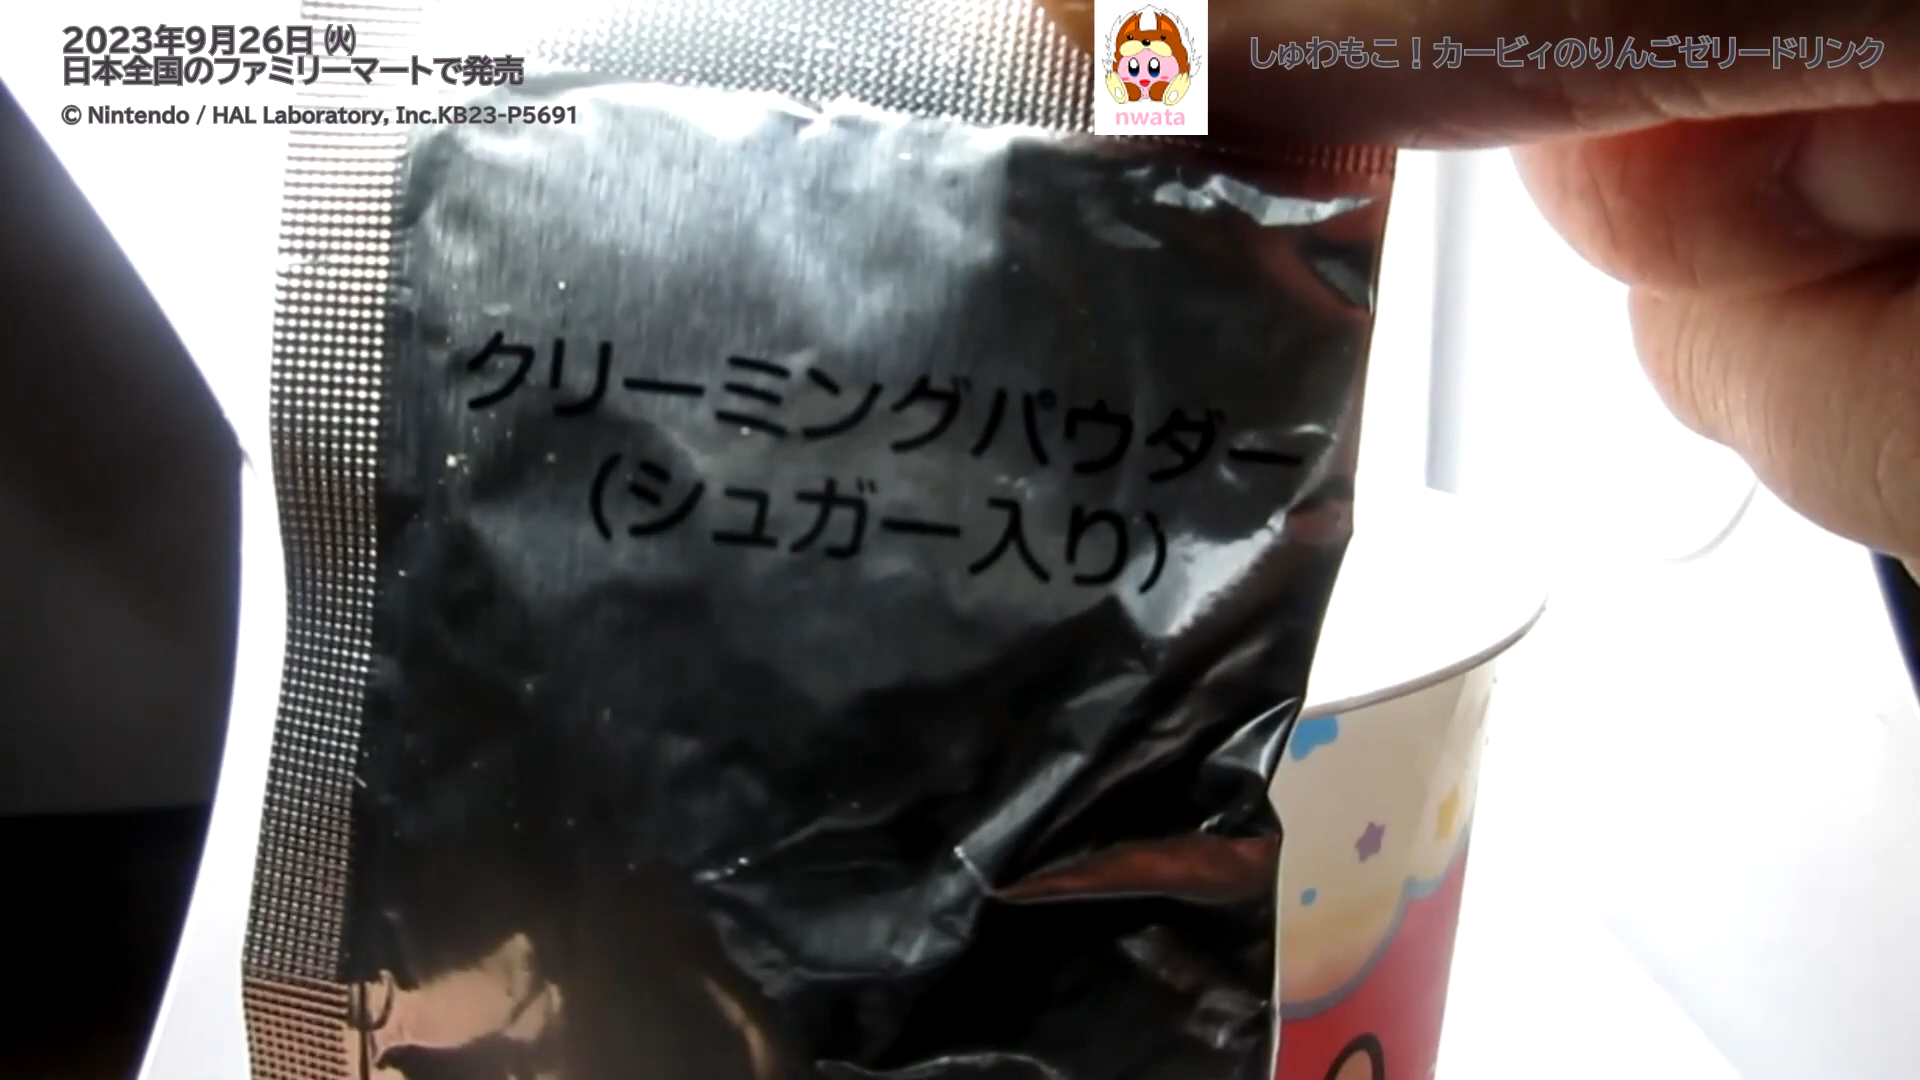 2023年9月26日㈫
日本全国のファミリーマートで発売
© Nintendo / HAL Laboratory, Inc.KB23-P5691
nwata
しゅわもこ！カービィのりんごゼリードリンク
クリーミングパウダー
(シュガー入り)